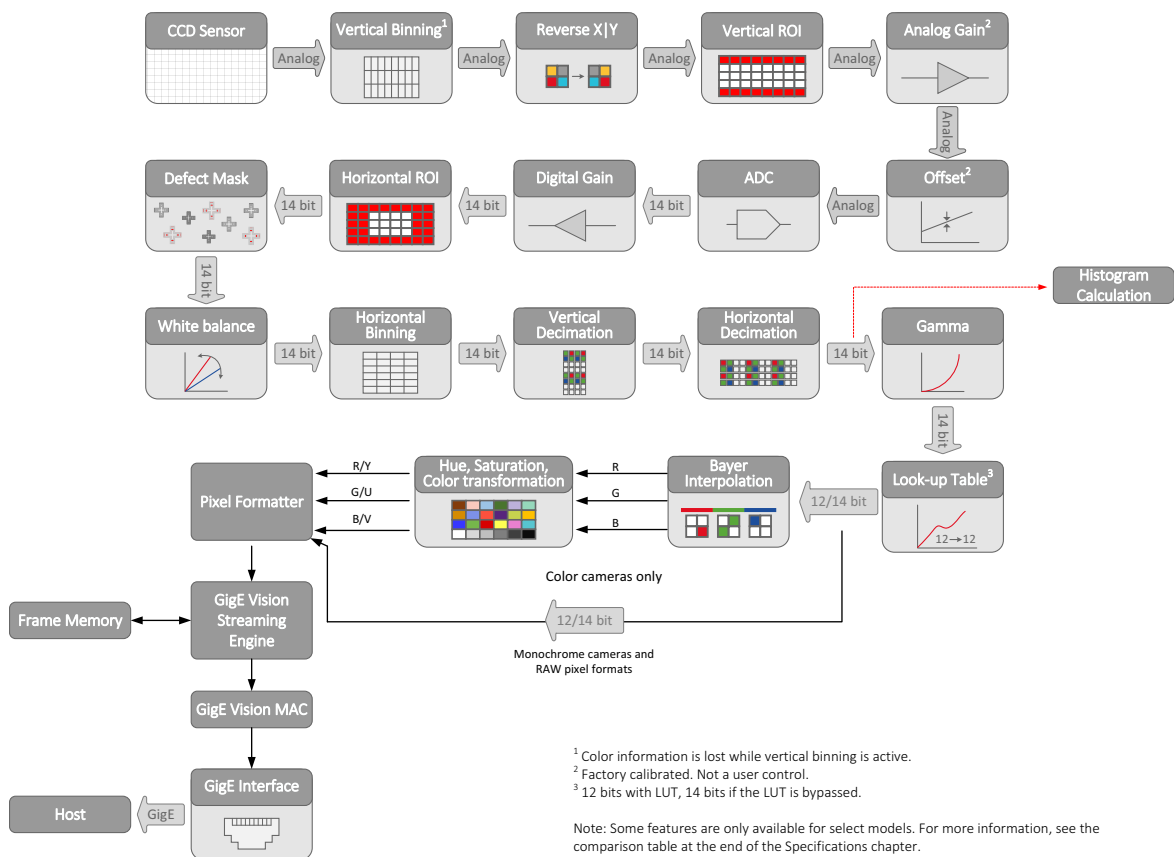 CCD Sensor
Analog
Vertical Binning¹
Analog
Reverse X|Y
Analog
Vertical ROI
Analog
Analog Gain²
Analog
Defect Mask
14 bit
Horizontal ROI
14 bit
Digital Gain
14 bit
ADC
Analog
Offset²
14 bit
Histogram
Calculation
White balance
14 bit
Horizontal
Binning
14 bit
Vertical
Decimation
14 bit
Horizontal
Decimation
14 bit
Gamma
14 bit
Pixel Formatter
R/Y
G/U
B/V
Hue, Saturation,
Color transformation
R
G
B
Bayer
Interpolation
12/14 bit
Look-up Table³
12→12
Color cameras only
12/14 bit
Monochrome cameras and
RAW pixel formats
Frame Memory
GigE Vision
Streaming
Engine
GigE Vision MAC
GigE Interface
GigE
Host
¹ Color information is lost while vertical binning is active.
² Factory calibrated. Not a user control.
³ 12 bits with LUT, 14 bits if the LUT is bypassed.
Note: Some features are only available for select models. For more information, see the
comparison table at the end of the Specifications chapter.